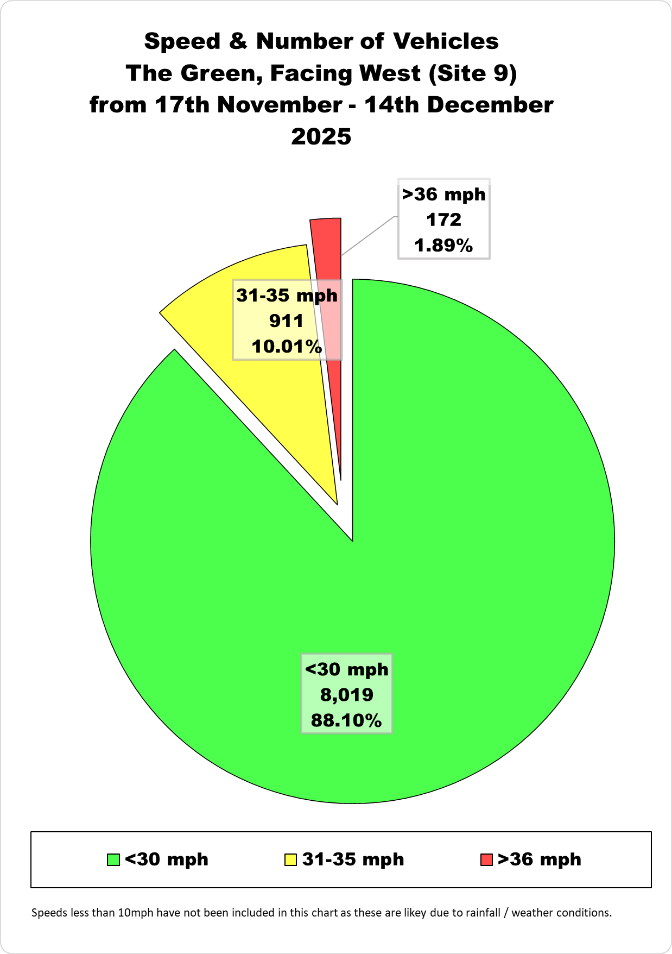 Speed & Number of Vehicles
The Green, Facing West (Site 9)
from 17th November - 14th December
2025
>36 mph
172
1.89%
31-35 mph
911
10.01%
<30 mph
8,019
88.10%
<30 mph
31-35 mph
>36 mph
Speeds less than 10mph have not been included in this chart as these are likey due to rainfall / weather conditions.